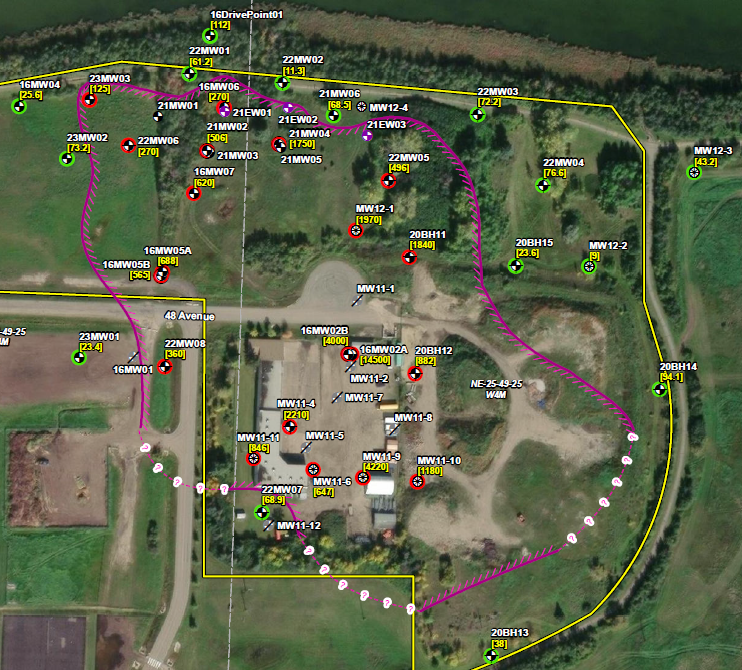 16DrivePoint01
[112]
22MW01
[61.2]
22MW02
[11.3]
16MW04
[25.6]
23MW03
[125]
16MW06
[270]
21MW06
[68.5]
MW12-4
22MW03
[72.2]
21MW01
21EW01
21EW02
21EW03
23MW02
[73.2]
22MW06
[270]
21MW02
[506]
21MW03
21MW04
[1750]
21MW05
MW12-3
[43.2]
16MW07
[620]
22MW05
[496]
22MW04
[76.6]
MW12-1
[1970]
20BH11
[1840]
16MW05A
[688]
16MW05B
[565]
20BH15
[23.6]
MW12-2
[9]
MW11-1
48 Avenue
-49-25
4M
23MW01
[23.4]
16MW01
22MW08
[360]
16MW02B
[4000]
16MW02A
[14500]
20BH12
[882]
MW11-2
NE-25-49-25
W4M
20BH14
[94.1]
MW11-7
MW11-4
[2210]
MW11-8
MW11-11
[846]
MW11-5
MW11-9
[4220]
MW11-10
[1180]
MW11-6
[647]
22MW07
[68.9]
MW11-12
20BH13
[38]
? ? ? ? ?
? ? ? ? ? ?
? ? ? ? ? ? ?